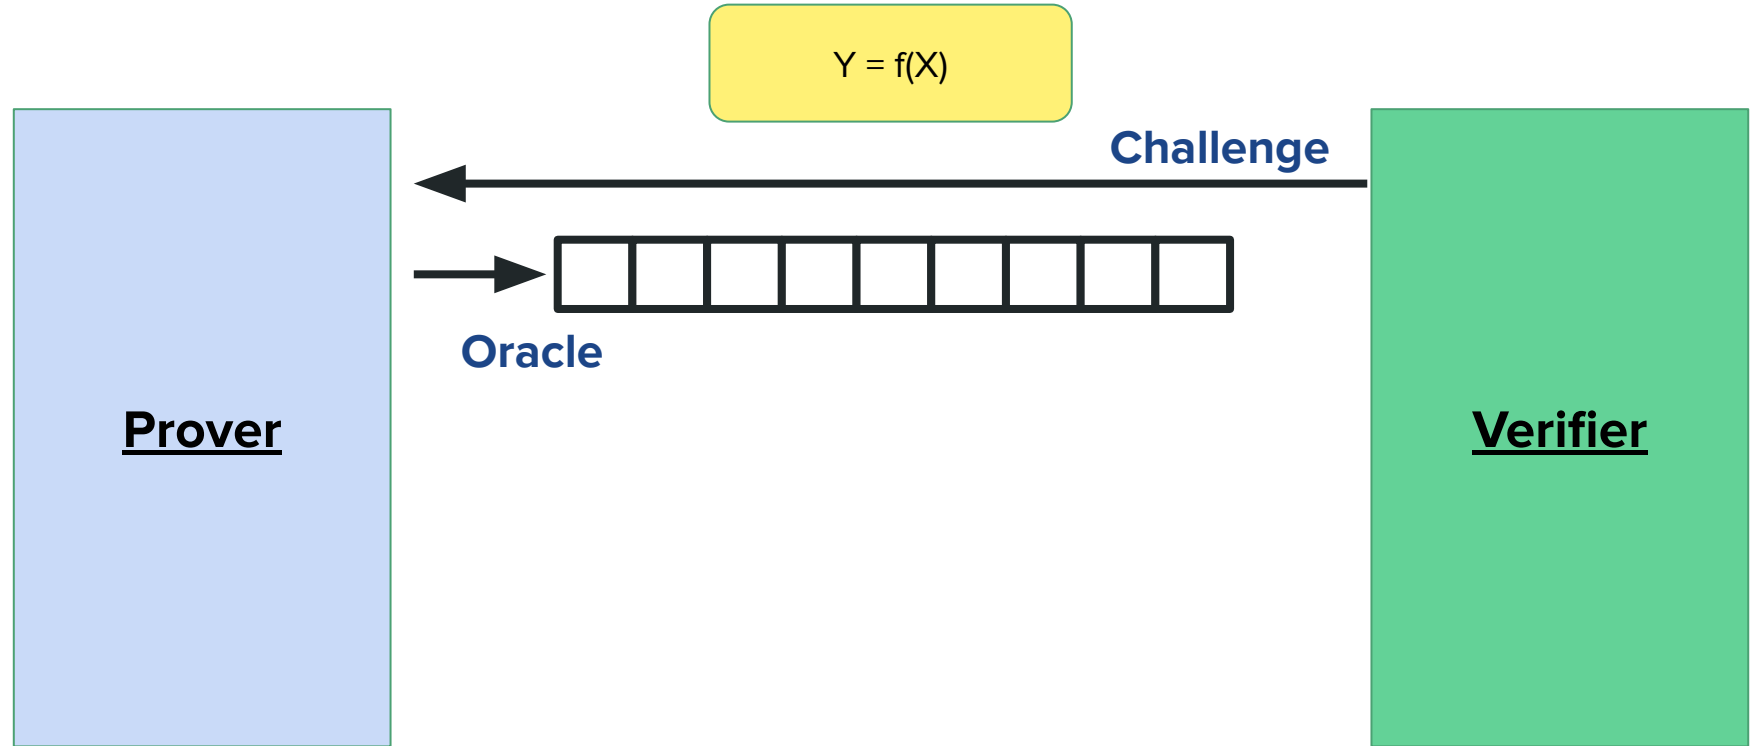 Y = f(X)
Challenge
Oracle
Prover
Verifier